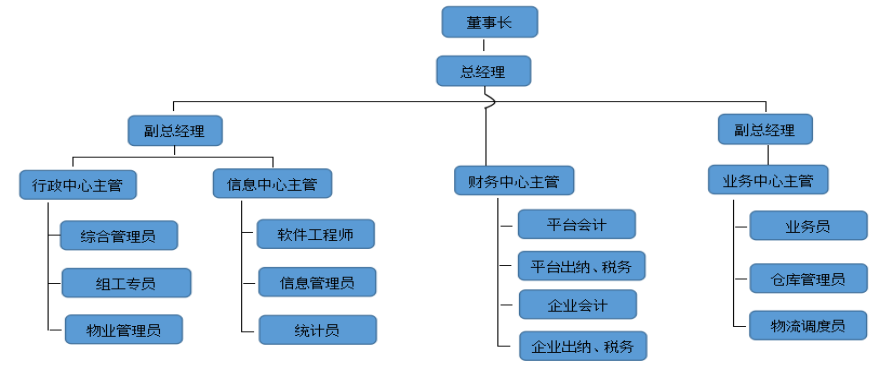 董事长
总经理
副总经理
副总经理
行政中心主管
信息中心主管
财务中心主管
业务中心主管
综合管理员
组工专员
物业管理员
软件工程师
信息管理员
统计员
平台会计
平台出纳、税务
企业会计
企业出纳、税务
业务员
仓库管理员
物流调度员